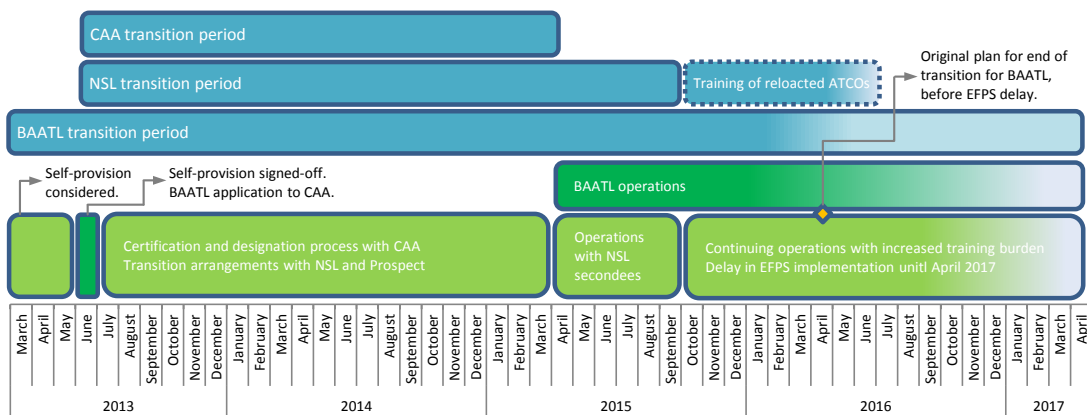 CAA transition period
Original plan for end of
transition for BAATL,
before EFPS delay.
NSL transition period
Training of reloacted ATCOs
BAATL transition period
Self-provision
considered.
Self-provision signed-off.
BAATL application to CAA.
BAATL operations
Certification and designation process with CAA
Transition arrangements with NSL and Prospect
Operations
with NSL
secondees
Continuing operations with increased training burden
Delay in EFPS implementation unitl April 2017
March
April
May
June
July
August
September
October
November
December
January
February
March
April
May
June
July
August
September
October
November
December
January
February
March
April
May
June
July
August
September
October
November
December
January
February
March
April
May
June
July
August
September
October
November
December
January
February
March
April
2013
2014
2015
2016
2017